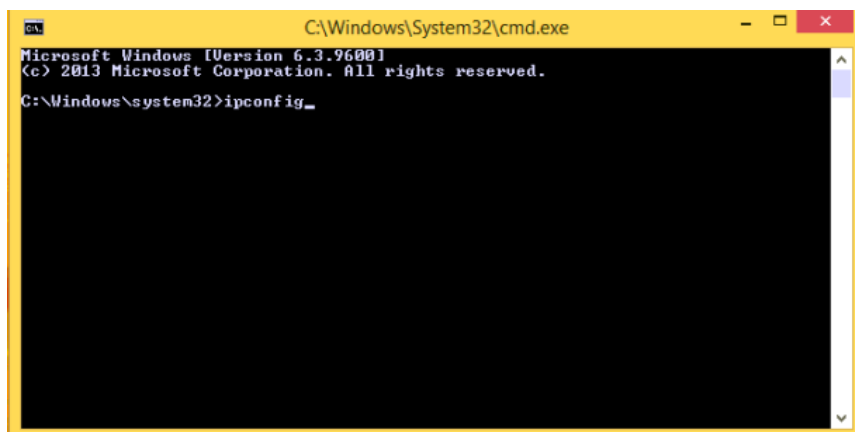 C:\Windows\System32\cmd.exe
Microsoft Windows [Version 6.3.9600]
(c) 2013 Microsoft Corporation. All rights reserved.
C:\Windows\system32>ipconfig_